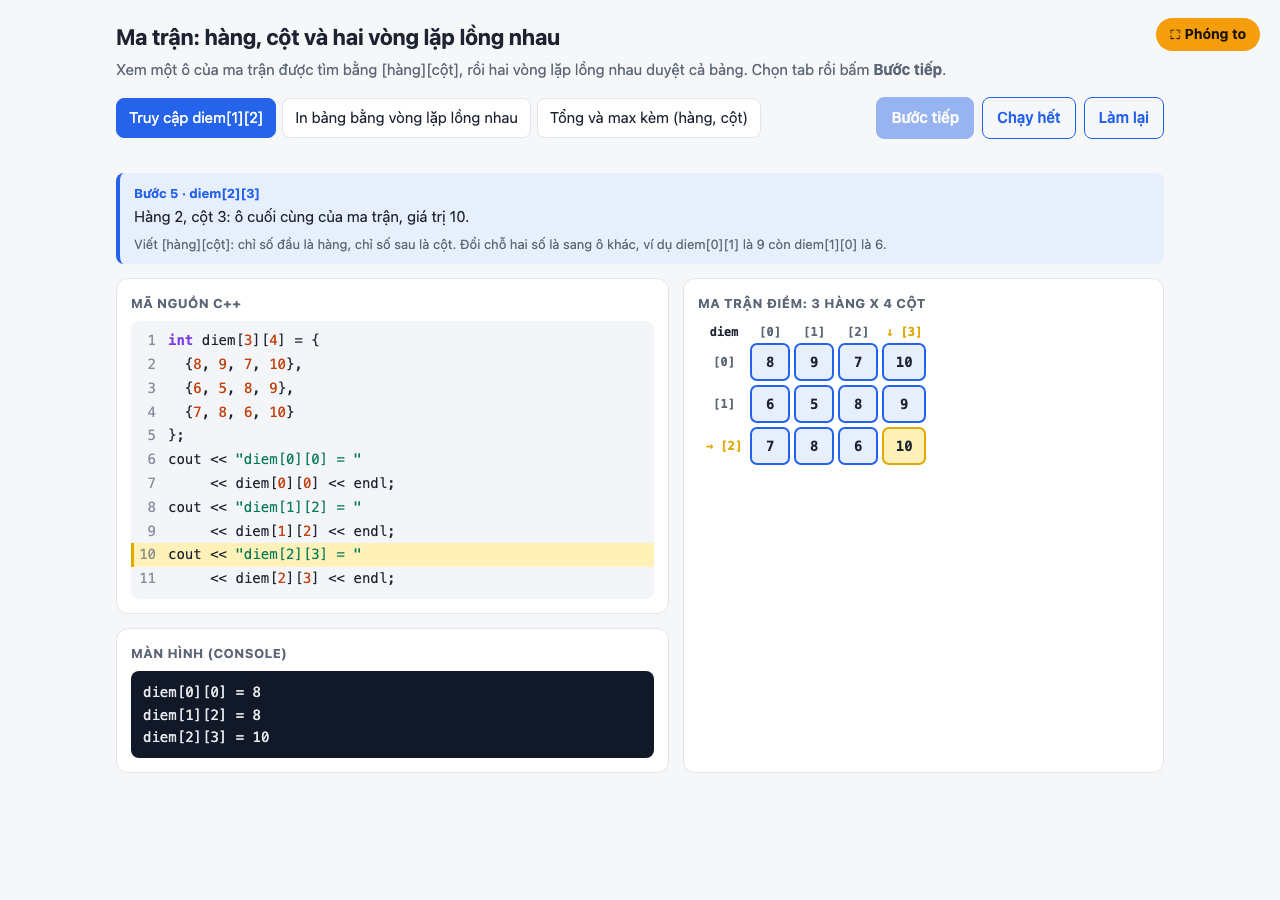 Ma trận: hàng, cột và hai vòng lặp lồng nhau
⛶ Phóng to
Xem một ô của ma trận được tìm bằng [hàng][cột], rồi hai vòng lặp lồng nhau duyệt cả bảng. Chọn tab rồi bấm Bước tiếp.
Truy cập diem[1][2]
In bảng bằng vòng lặp lồng nhau
Tổng và max kèm (hàng, cột)
Bước tiếp
Chạy hết
Làm lại
Bước 5 · diem[2][3]
Hàng 2, cột 3: ô cuối cùng của ma trận, giá trị 10.
Viết [hàng][cột]: chỉ số đầu là hàng, chỉ số sau là cột. Đổi chỗ hai số là sang ô khác, ví dụ diem[0][1] là 9 còn diem[1][0] là 6.
MÃ NGUỒN C++
1 int diem[3][4] = {
2 {8, 9, 7, 10},
3 {6, 5, 8, 9},
4 {7, 8, 6, 10}
5 };
6 cout << "diem[0][0] = "
7 << diem[0][0] << endl;
8 cout << "diem[1][2] = "
9 << diem[1][2] << endl;
10 cout << "diem[2][3] = "
11 << diem[2][3] << endl;
MÀN HÌNH (CONSOLE)
diem[0][0] = 8
diem[1][2] = 8
diem[2][3] = 10
MA TRẬN ĐIỂM: 3 HÀNG X 4 CỘT
diem [0] [1] [2] ↓ [3]
[0] 8 9 7 10
[1] 6 5 8 9
→ [2] 7 8 6 10